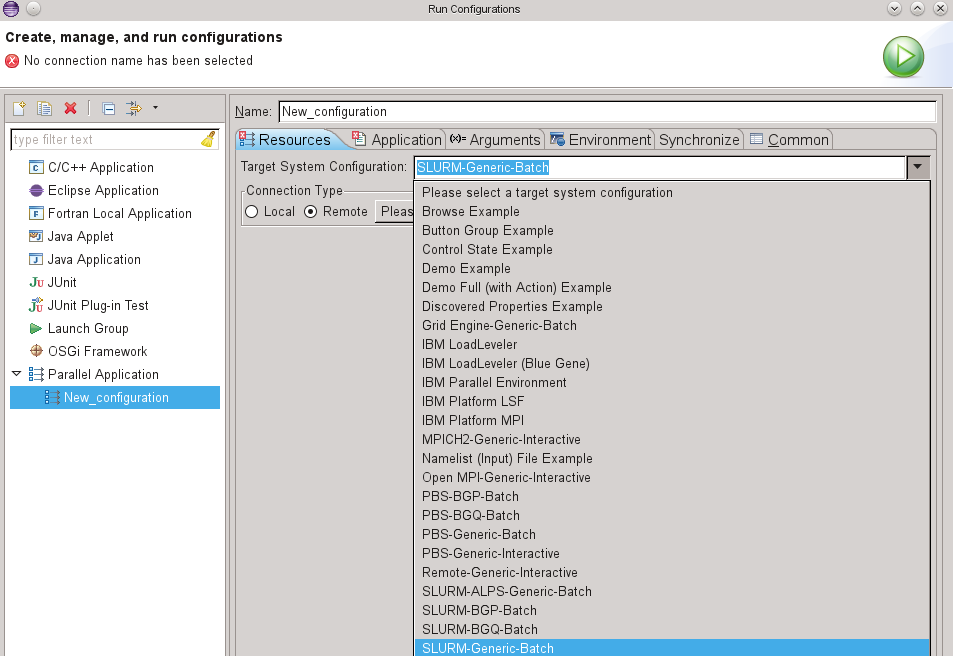 Run Configurations
Create, manage, and run configurations
No connection name has been selected
type filter text
C/C++ Application
Eclipse Application
Fortran Local Application
Java Applet
Java Application
JUnit
JUnit Plug-in Test
Launch Group
OSGi Framework
Parallel Application
New_configuration
Name: New_configuration
Resources Application Arguments Environment Synchronize Common
Target System Configuration: SLURM-Generic-Batch
Connection Type
Local Remote Pleas
Please select a target system configuration
Browse Example
Button Group Example
Control State Example
Demo Example
Demo Full (with Action) Example
Discovered Properties Example
Grid Engine-Generic-Batch
IBM LoadLeveler
IBM LoadLeveler (Blue Gene)
IBM Parallel Environment
IBM Platform LSF
IBM Platform MPI
MPICH2-Generic-Interactive
Namelist (Input) File Example
Open MPI-Generic-Interactive
PBS-BGP-Batch
PBS-BGQ-Batch
PBS-Generic-Batch
PBS-Generic-Interactive
Remote-Generic-Interactive
SLURM-ALPS-Generic-Batch
SLURM-BGP-Batch
SLURM-BGQ-Batch
SLURM-Generic-Batch